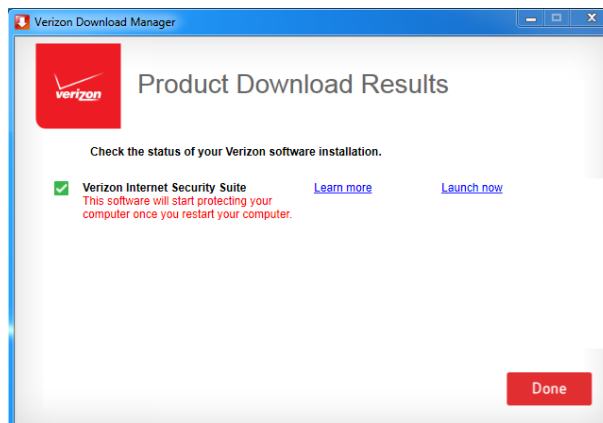 Verizon Download Manager
verizon
Product Download Results
Check the status of your Verizon software installation.
Verizon Internet Security Suite Learn more Launch now
This software will start protecting your
computer once you restart your computer.
Done